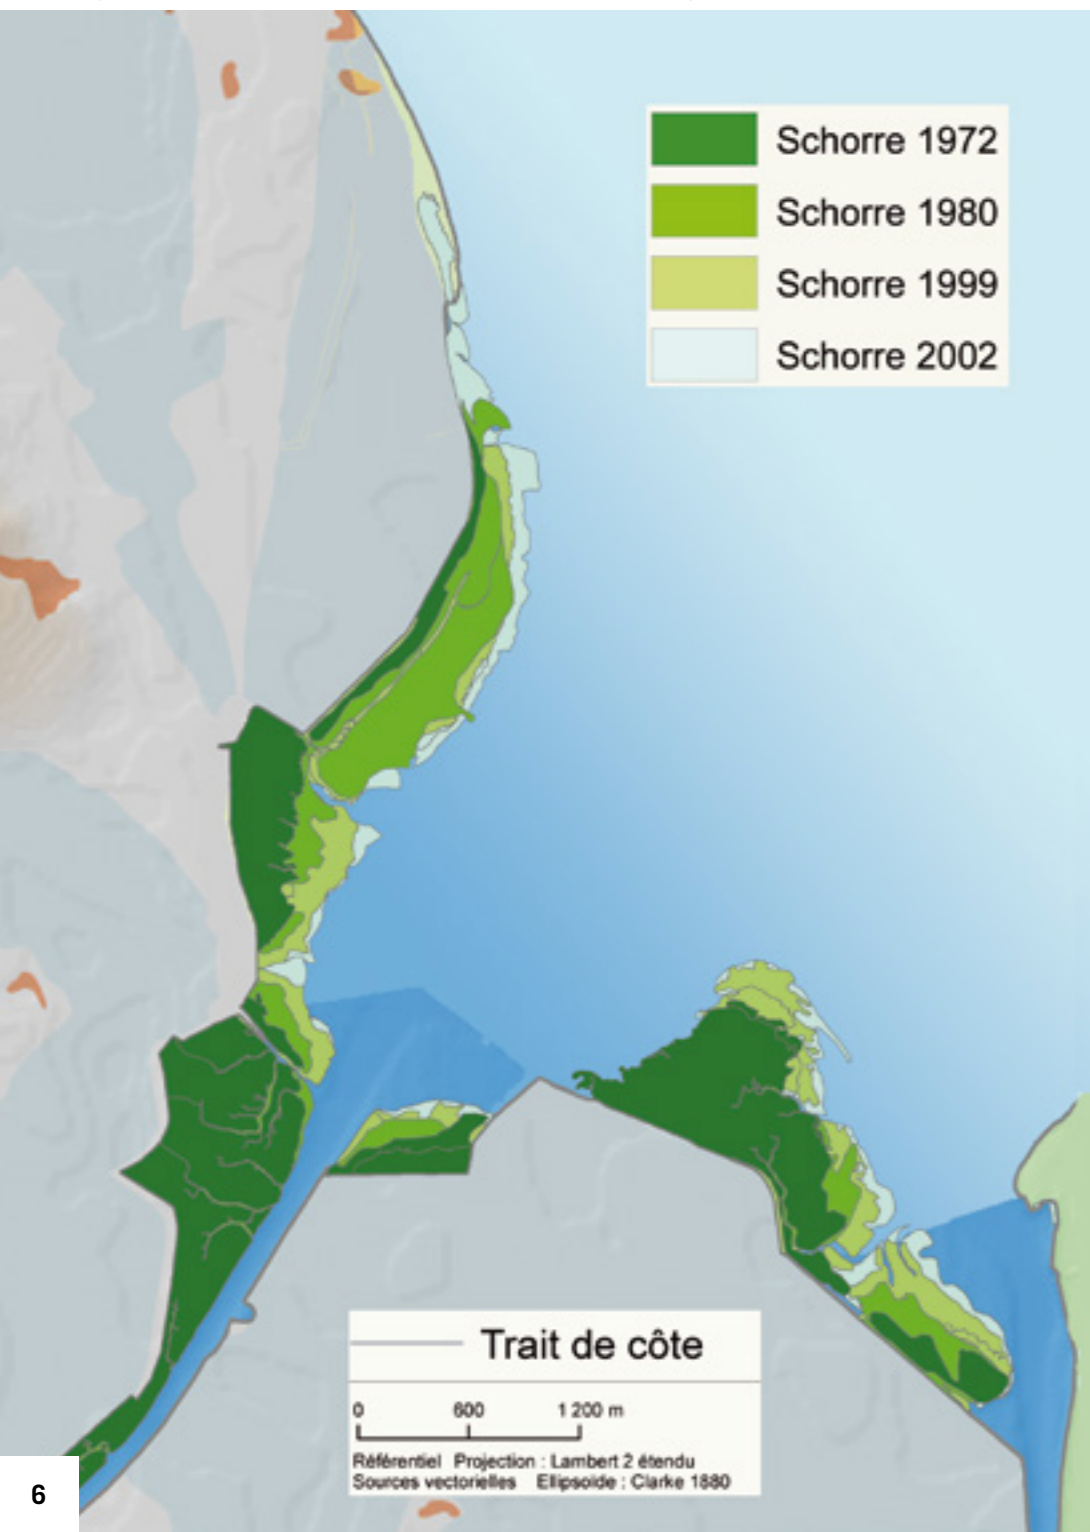 Schorre 1972
Schorre 1980
Schorre 1999
Schorre 2002
Trait de côte
0 600 1 200 m
Référentiel Projection : Lambert 2 étendu
Sources vectorielles Ellipsoïde : Clarke 1880
6